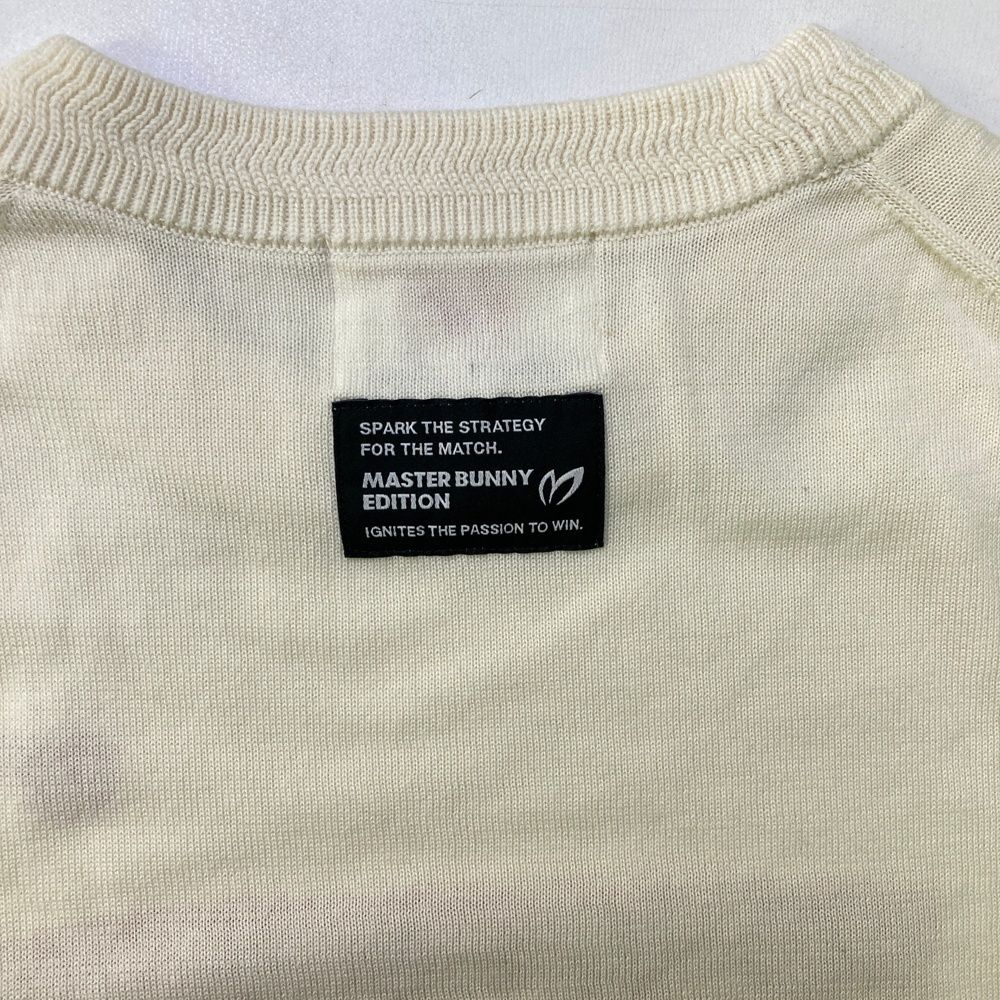 SPARK THE STRATEGY
FOR THE MATCH.
MASTER BUNNY
EDITION
IGNITES THE PASSION TO WIN.